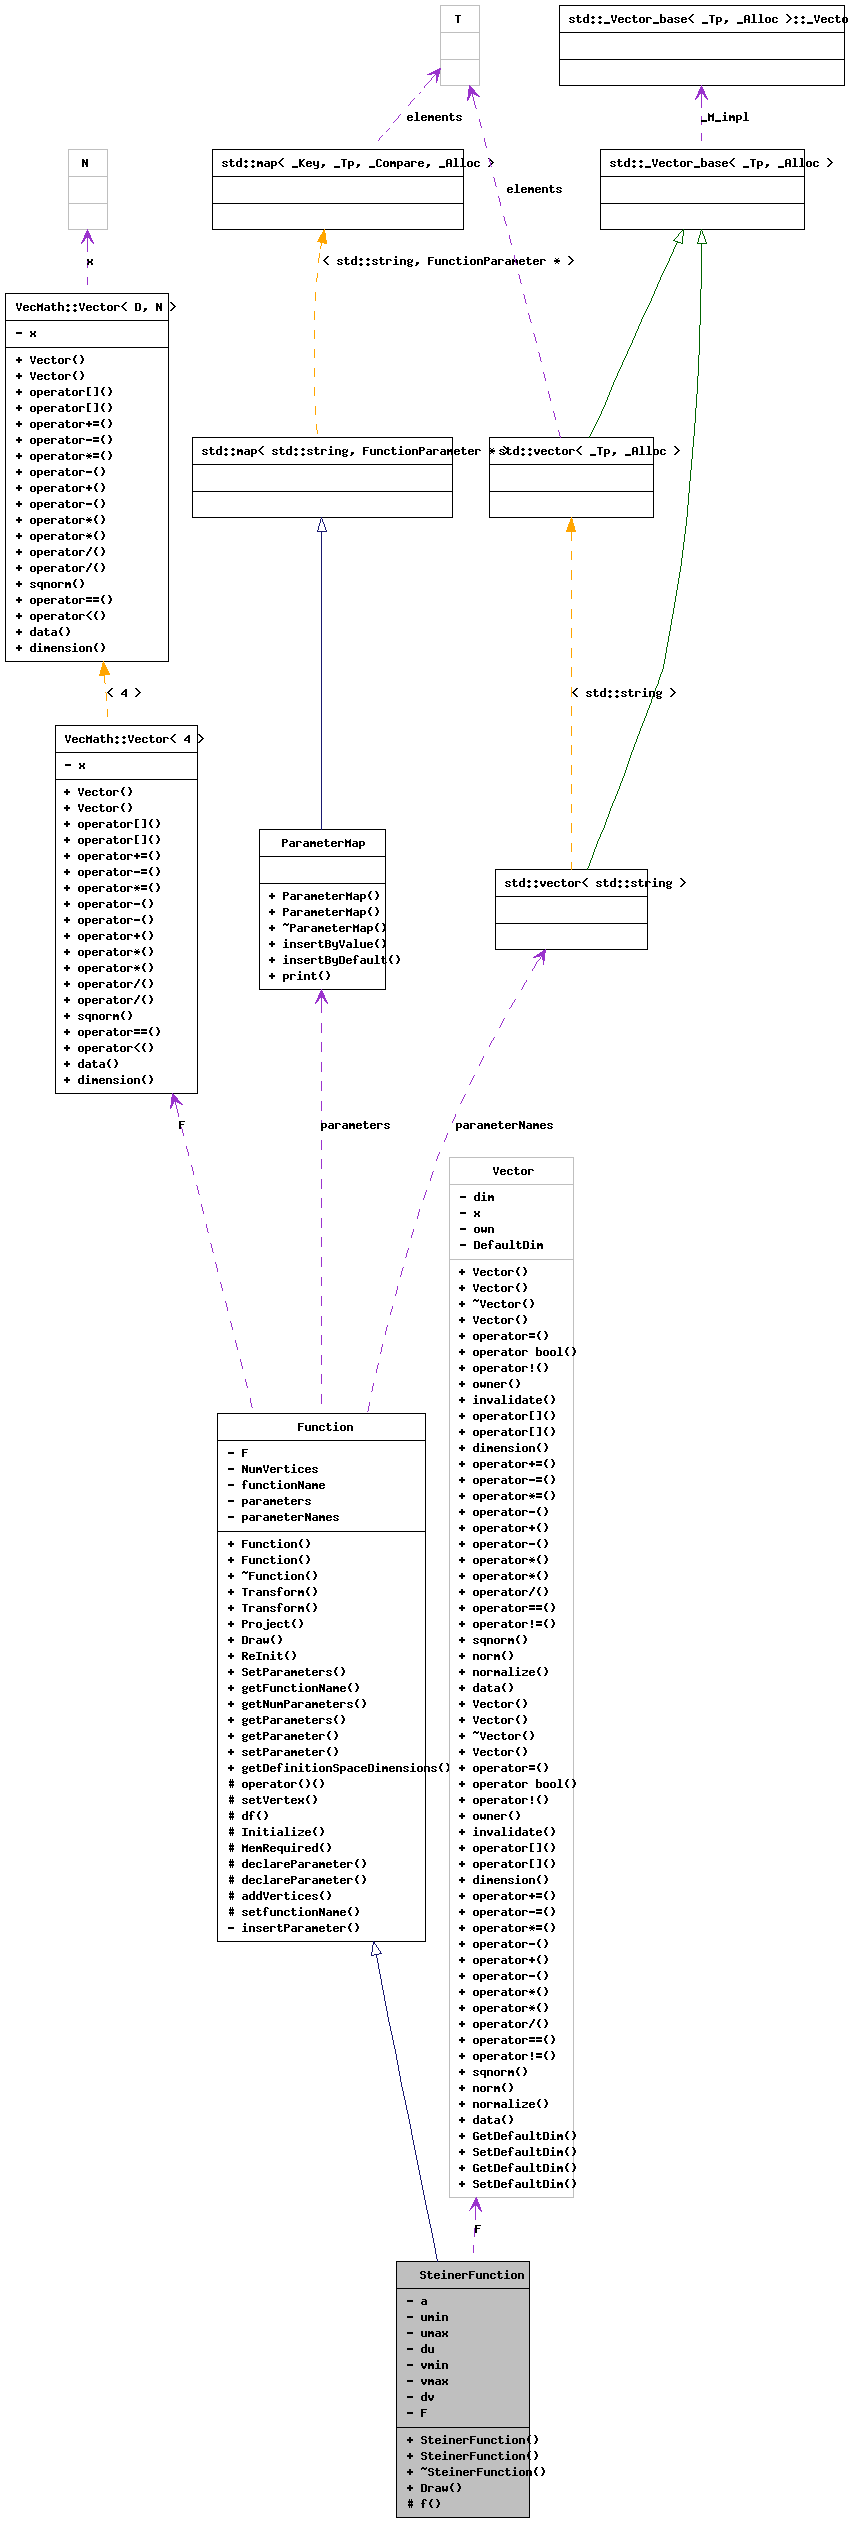 T
std::_Vector_base< _Tp, _Alloc >::_Vecto
elements
_M_impl
N
std::map< _Key, _Tp, _Compare, _Alloc >
std::_Vector_base< _Tp, _Alloc >
elements
x
< std::string, FunctionParameter * >
VecMath::Vector< D, N >
- x
+ Vector()
+ Vector()
+ operator[]()
+ operator[]()
+ operator+=()
+ operator-=()
+ operator*=()
+ operator-()
+ operator+()
+ operator-()
+ operator*()
+ operator*()
+ operator/()
+ operator/()
+ sqnorm()
+ operator==()
+ operator<()
+ data()
+ dimension()
std::map< std::string, FunctionParameter * >
std::vector< _Tp, _Alloc >
< 4 >
< std::string >
VecMath::Vector< 4 >
- x
+ Vector()
+ Vector()
+ operator[]()
+ operator[]()
+ operator+=()
+ operator-=()
+ operator*=()
+ operator-()
+ operator-()
+ operator+()
+ operator*()
+ operator*()
+ operator/()
+ operator/()
+ sqnorm()
+ operator==()
+ operator<()
+ data()
+ dimension()
ParameterMap
+ ParameterMap()
+ ParameterMap()
+ ~ParameterMap()
+ insertByValue()
+ insertByDefault()
+ print()
std::vector< std::string >
F
parameters
parameterNames
Vector
- dim
- x
- own
- DefaultDim
+ Vector()
+ Vector()
+ ~Vector()
+ Vector()
+ operator=()
+ operator bool()
+ operator!()
+ owner()
+ invalidate()
+ operator[]()
+ operator[]()
+ dimension()
+ operator+=()
+ operator-=()
+ operator*=()
+ operator-()
+ operator+()
+ operator-()
+ operator*()
+ operator*()
+ operator/()
+ operator==()
+ operator!=()
+ sqnorm()
+ norm()
+ normalize()
+ data()
+ Vector()
+ Vector()
+ ~Vector()
+ Vector()
+ operator=()
+ operator bool()
+ operator!()
+ owner()
+ invalidate()
+ operator[]()
+ operator[]()
+ dimension()
+ operator+=()
+ operator-=()
+ operator*=()
+ operator-()
+ operator+()
+ operator-()
+ operator*()
+ operator*()
+ operator/()
+ operator==()
+ operator!=()
+ sqnorm()
+ norm()
+ normalize()
+ data()
+ GetDefaultDim()
+ SetDefaultDim()
+ GetDefaultDim()
+ SetDefaultDim()
Function
- F
- NumVertices
- functionName
- parameters
- parameterNames
+ Function()
+ Function()
+ ~Function()
+ Transform()
+ Transform()
+ Project()
+ Draw()
+ ReInit()
+ SetParameters()
+ getFunctionName()
+ getNumParameters()
+ getParameters()
+ getParameter()
+ setParameter()
+ getDefinitionSpaceDimensions()
# operator()()
# setVertex()
# df()
# Initialize()
# MemRequired()
# declareParameter()
# declareParameter()
# addVertices()
# setfunctionName()
- insertParameter()
F
SteinerFunction
- a
- umin
- umax
- du
- vmin
- vmax
- dv
- F
+ SteinerFunction()
+ SteinerFunction()
+ ~SteinerFunction()
+ Draw()
# f()